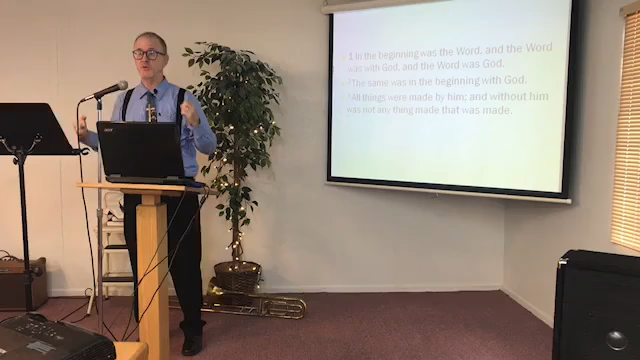 1 In the beginning was the Word, and the Word
was with God, and the Word was God.
2 The same was in the beginning with God.
3 All things were made by him; and without him
was not any thing made that was made.
acer